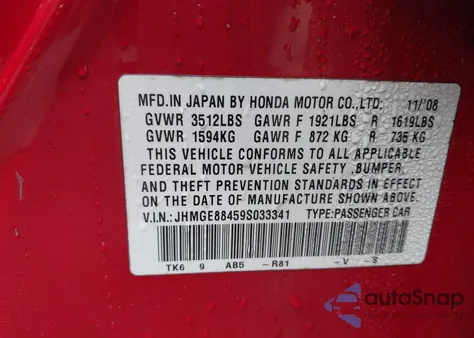 MFD.IN JAPAN BY HONDA MOTOR CO.,LTD. 11/'08
GVWR 3512LBS GAWR F 1921LBS R 1619LBS
GVWR 1594KG GAWR F 872 KG R 735 KG
THIS VEHICLE CONFORMS TO ALL APPLICABLE
FEDERAL MOTOR VEHICLE SAFETY ,BUMPER,
AND THEFT PREVENTION STANDARDS IN EFFECT
ON THE DATE OF MANUFACTURE SHOWN ABOVE.
V.I.N.:JHMGE88459S033341 TYPE:PASSENGER CAR
TK6 9 AB5 -R81 -V -S
autoSnap